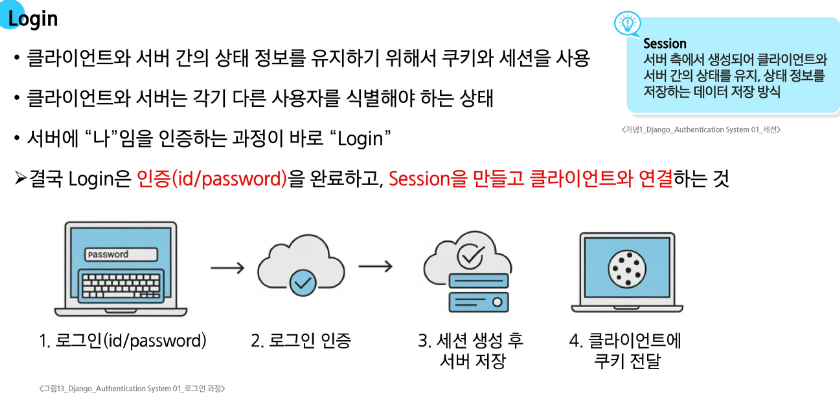 Login
• 클라이언트와 서버 간의 상태 정보를 유지하기 위해서 쿠키와 세션을 사용
• 클라이언트와 서버는 각기 다른 사용자를 식별해야 하는 상태
• 서버에 “나”임을 인증하는 과정이 바로 “Login”
➢결국 Login은 인증(id/password)을 완료하고, Session을 만들고 클라이언트와 연결하는 것
Session
서버 측에서 생성되어 클라이언트와
서버 간의 상태를 유지, 상태 정보를
저장하는 데이터 저장 방식
<개념1_Django_Authentication System 01_세션>
Password
1. 로그인(id/password)
2. 로그인 인증
3. 세션 생성 후
서버 저장
4. 클라이언트에
쿠키 전달
<그림13_Django_Authentication System 01_로그인 과정>